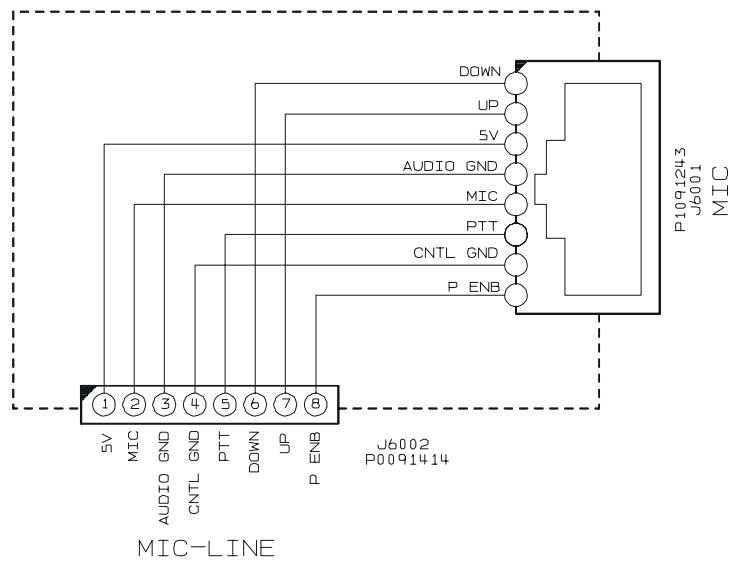 DOWN
UP
5V
AUDIO GND
MIC
PTT
CNTL GND
P ENB
P1091243
J6001
MIC
1 2 3 4 5 6 7 8
5V
MIC
AUDIO GND
CNTL GND
PTT
DOWN
UP
P ENB
J6002
P0091414
MIC-LINE